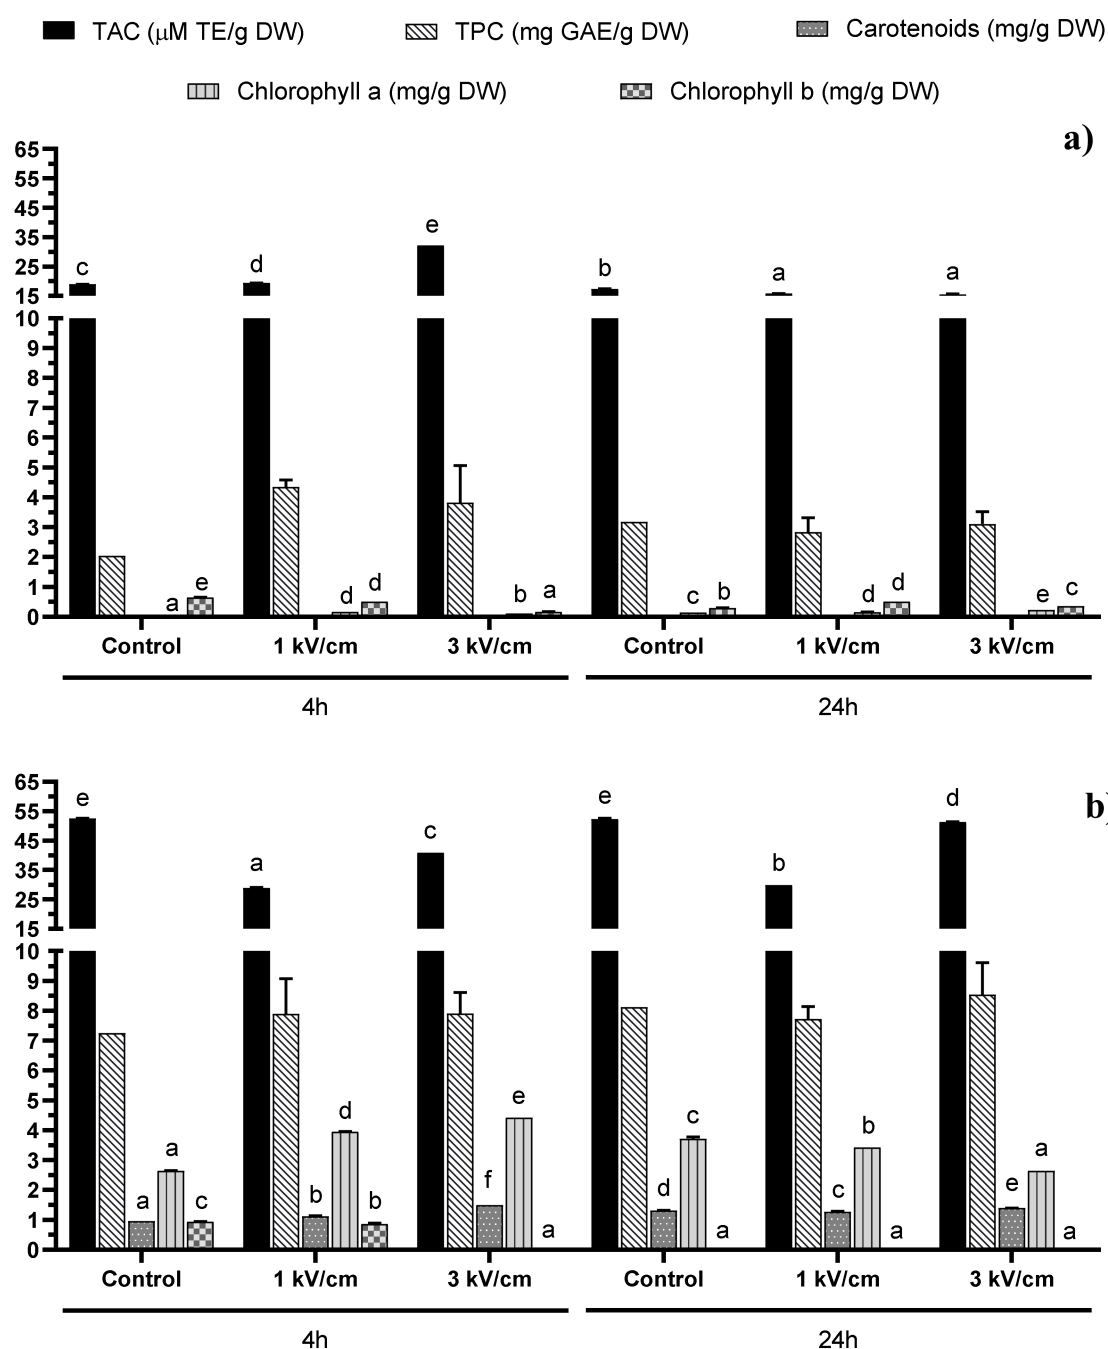 TAC (µM TE/g DW) TPC (mg GAE/g DW) Carotenoids (mg/g DW)
Chlorophyll a (mg/g DW) Chlorophyll b (mg/g DW)
a)
65
55
45
35
25
15
10
9
8
7
6
5
4
3
2
1
0
c d e b a a
a e d d b a c b d d e c
Control 1 kV/cm 3 kV/cm Control 1 kV/cm 3 kV/cm
4h 24h
b)
65
55
45
35
25
15
10
9
8
7
6
5
4
3
2
1
0
e a c e b d
a a c b d b f e a d c a c b a e a a
Control 1 kV/cm 3 kV/cm Control 1 kV/cm 3 kV/cm
4h 24h